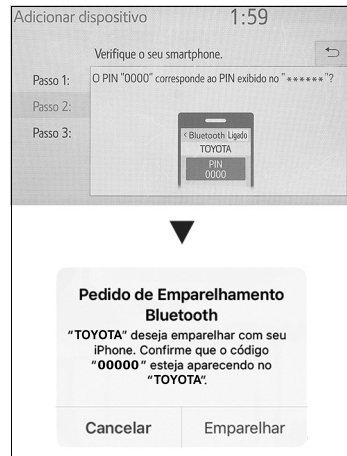 Adicionar dispositivo 1:59
Verifique o seu smartphone.
Passo 1:
O PIN "0000" corresponde ao PIN exibido no "******"?
Passo 2:
Passo 3:
< Bluetooth Ligado
TOYOTA
PIN
0000
Pedido de Emparelhamento
Bluetooth
"TOYOTA" deseja emparelhar com seu
iPhone. Confirme que o código
"00000" esteja aparecendo no
"TOYOTA".
Cancelar Emparelhar